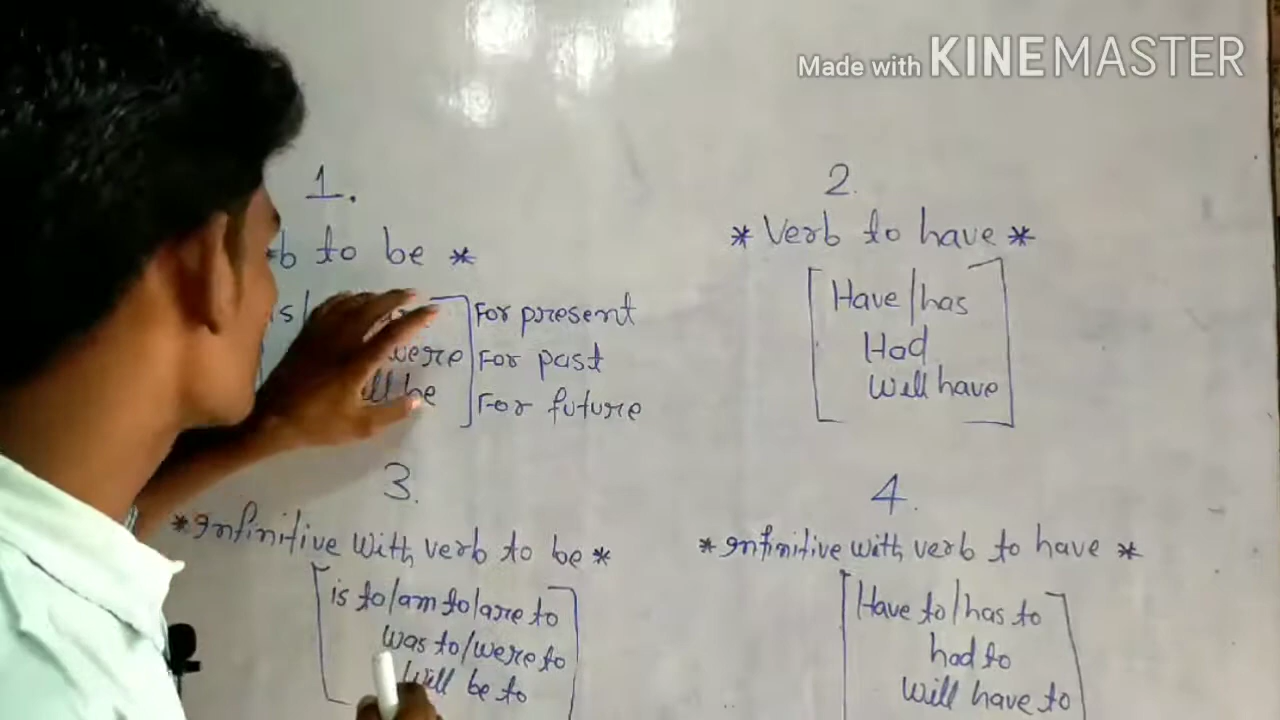 Made with KINEMASTER
1.
to be *
For present
were For past
be For future
2.
* Verb to have *
Have/has
Had
will have
3.
*Infinitive with verb to be*
is to/am to/are to
was to/were to
will be to
4.
*Infinitive with verb to have *
Have to/has to
had to
will have to